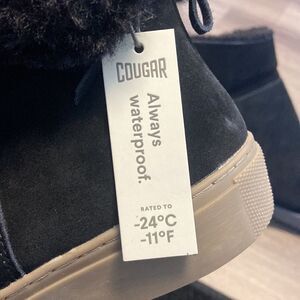 COUGAR
Always
waterproof.
RATED TO
-24°C
-11°F